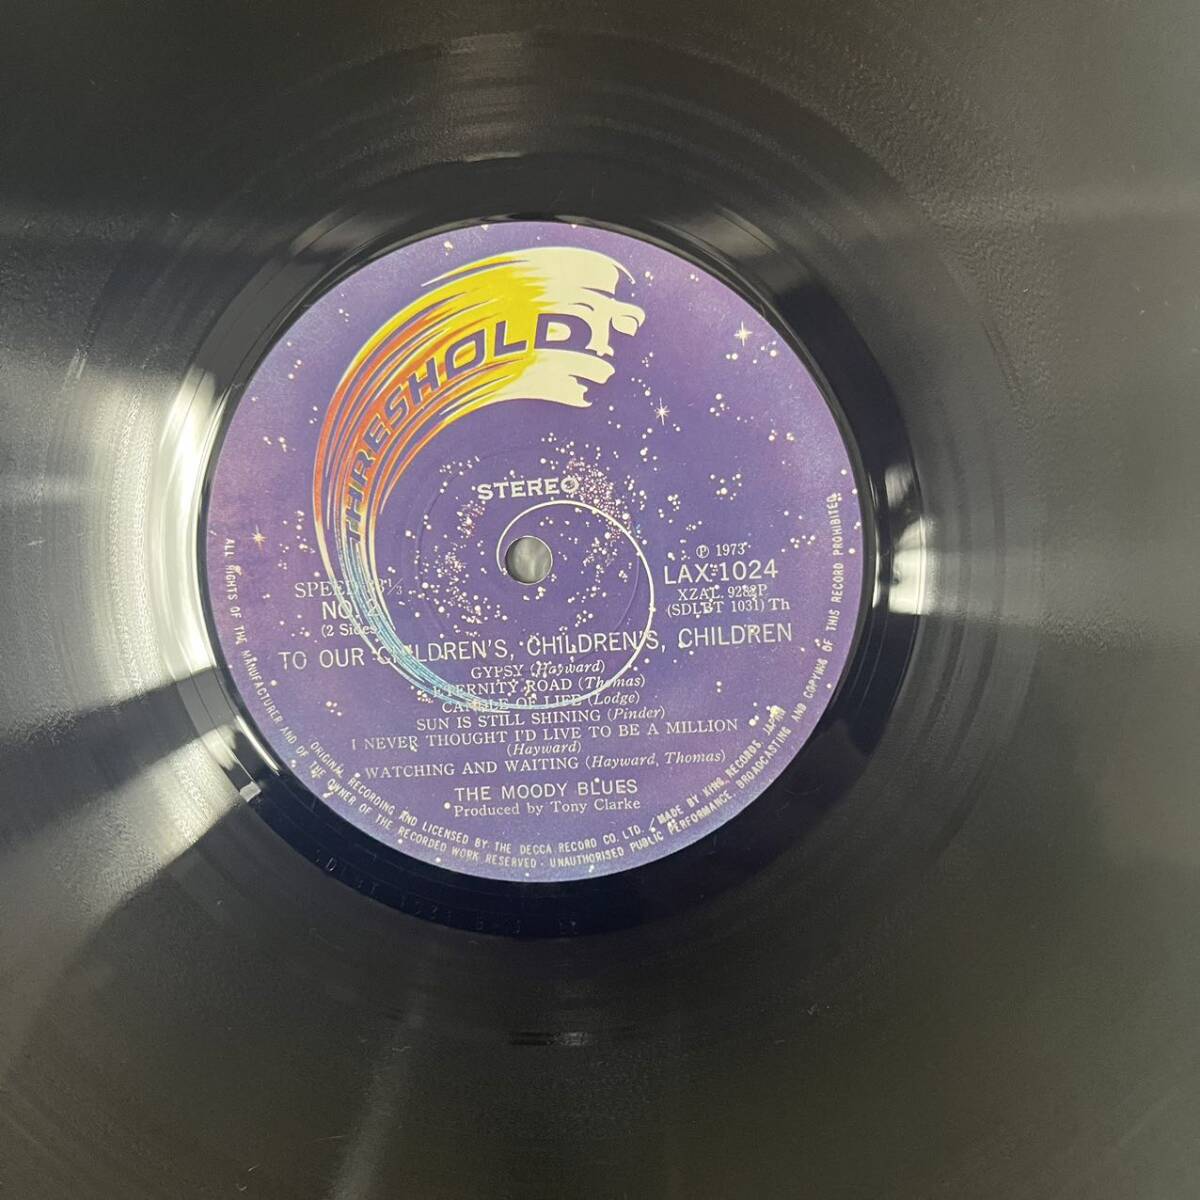 THRESHOLD
STEREO
℗ 1973
LAX-1024
XZAL 9282P
(SDLBT 1031) Th
SPEED 33⅓
NO. 2
(2 Sides)
TO OUR CHILDREN'S, CHILDREN'S, CHILDREN
GYPSY (Hayward)
ETERNITY ROAD (Thomas)
CANDLE OF LIFE (Lodge)
SUN IS STILL SHINING (Pinder)
I NEVER THOUGHT I'D LIVE TO BE A MILLION
(Hayward)
WATCHING AND WAITING (Hayward, Thomas)
THE MOODY BLUES
Produced by Tony Clarke
ALL RIGHTS OF THE MANUFACTURER AND OF THE OWNER OF THE RECORDED WORK RESERVED · UNAUTHORISED PUBLIC PERFORMANCE, BROADCASTING AND COPYING OF THIS RECORD PROHIBITED.
ORIGINAL RECORDING AND LICENSED BY THE DECCA RECORD CO. LTD. / MADE BY KING RECORDS, JAPAN